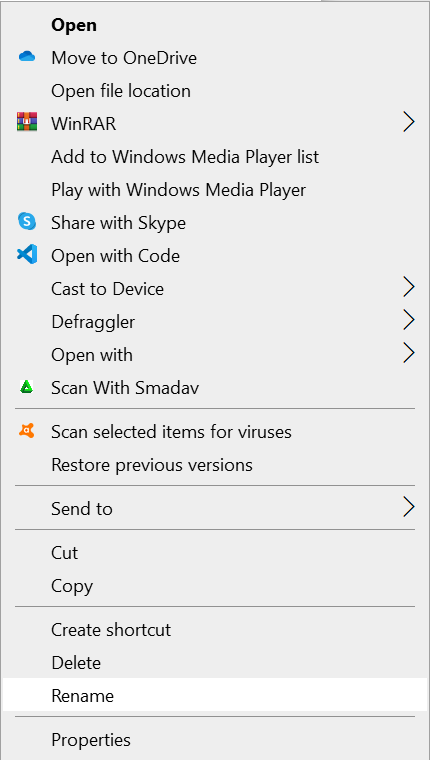 Open
Move to OneDrive
Open file location
WinRAR
Add to Windows Media Player list
Play with Windows Media Player
Share with Skype
Open with Code
Cast to Device
Defraggler
Open with
Scan With Smadav
Scan selected items for viruses
Restore previous versions
Send to
Cut
Copy
Create shortcut
Delete
Rename
Properties